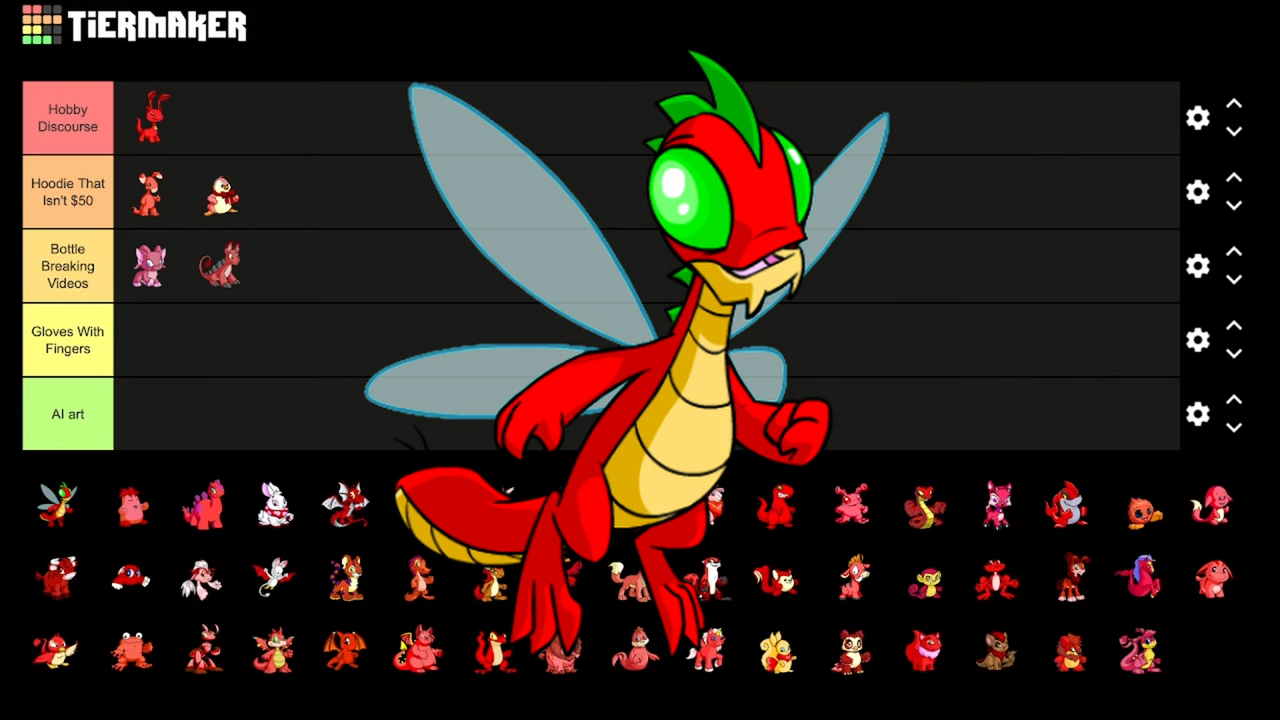 TiERMAKER
Hobby
Discourse
Hoodie That
Isn't $50
Bottle
Breaking
Videos
Gloves With
Fingers
AI art